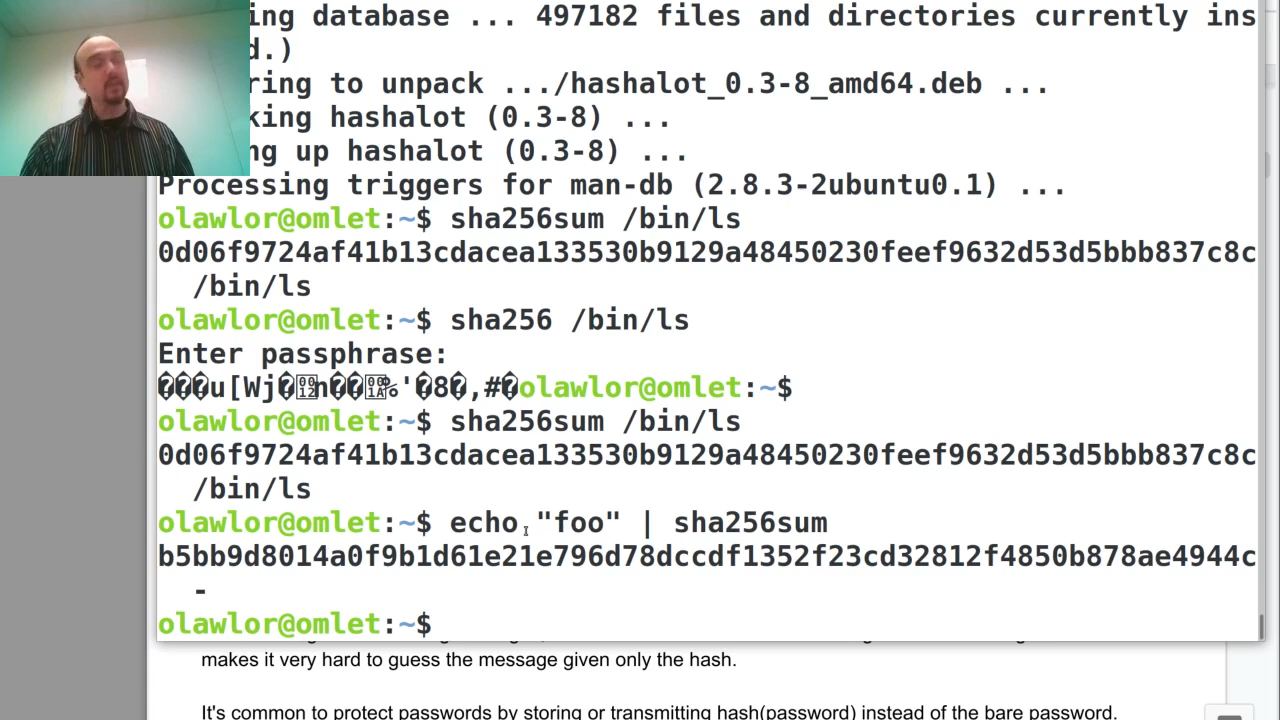 ing database ... 497182 files and directories currently ins
d.)
ring to unpack .../hashalot_0.3-8_amd64.deb ...
king hashalot (0.3-8) ...
ng up hashalot (0.3-8) ...
Processing triggers for man-db (2.8.3-2ubuntu0.1) ...
olawlor@omlet:~$ sha256sum /bin/ls
0d06f9724af41b13cdacea133530b9129a48450230feef9632d53d5bbb837c8c
/bin/ls
olawlor@omlet:~$ sha256 /bin/ls
Enter passphrase:
���u[Wj�n��%'�8�,#�olawlor@omlet:~$
olawlor@omlet:~$ sha256sum /bin/ls
0d06f9724af41b13cdacea133530b9129a48450230feef9632d53d5bbb837c8c
/bin/ls
olawlor@omlet:~$ echo "foo" | sha256sum
b5bb9d8014a0f9b1d61e21e796d78dccdf1352f23cd32812f4850b878ae4944c
-
olawlor@omlet:~$
makes it very hard to guess the message given only the hash.
It's common to protect passwords by storing or transmitting hash(password) instead of the bare password.